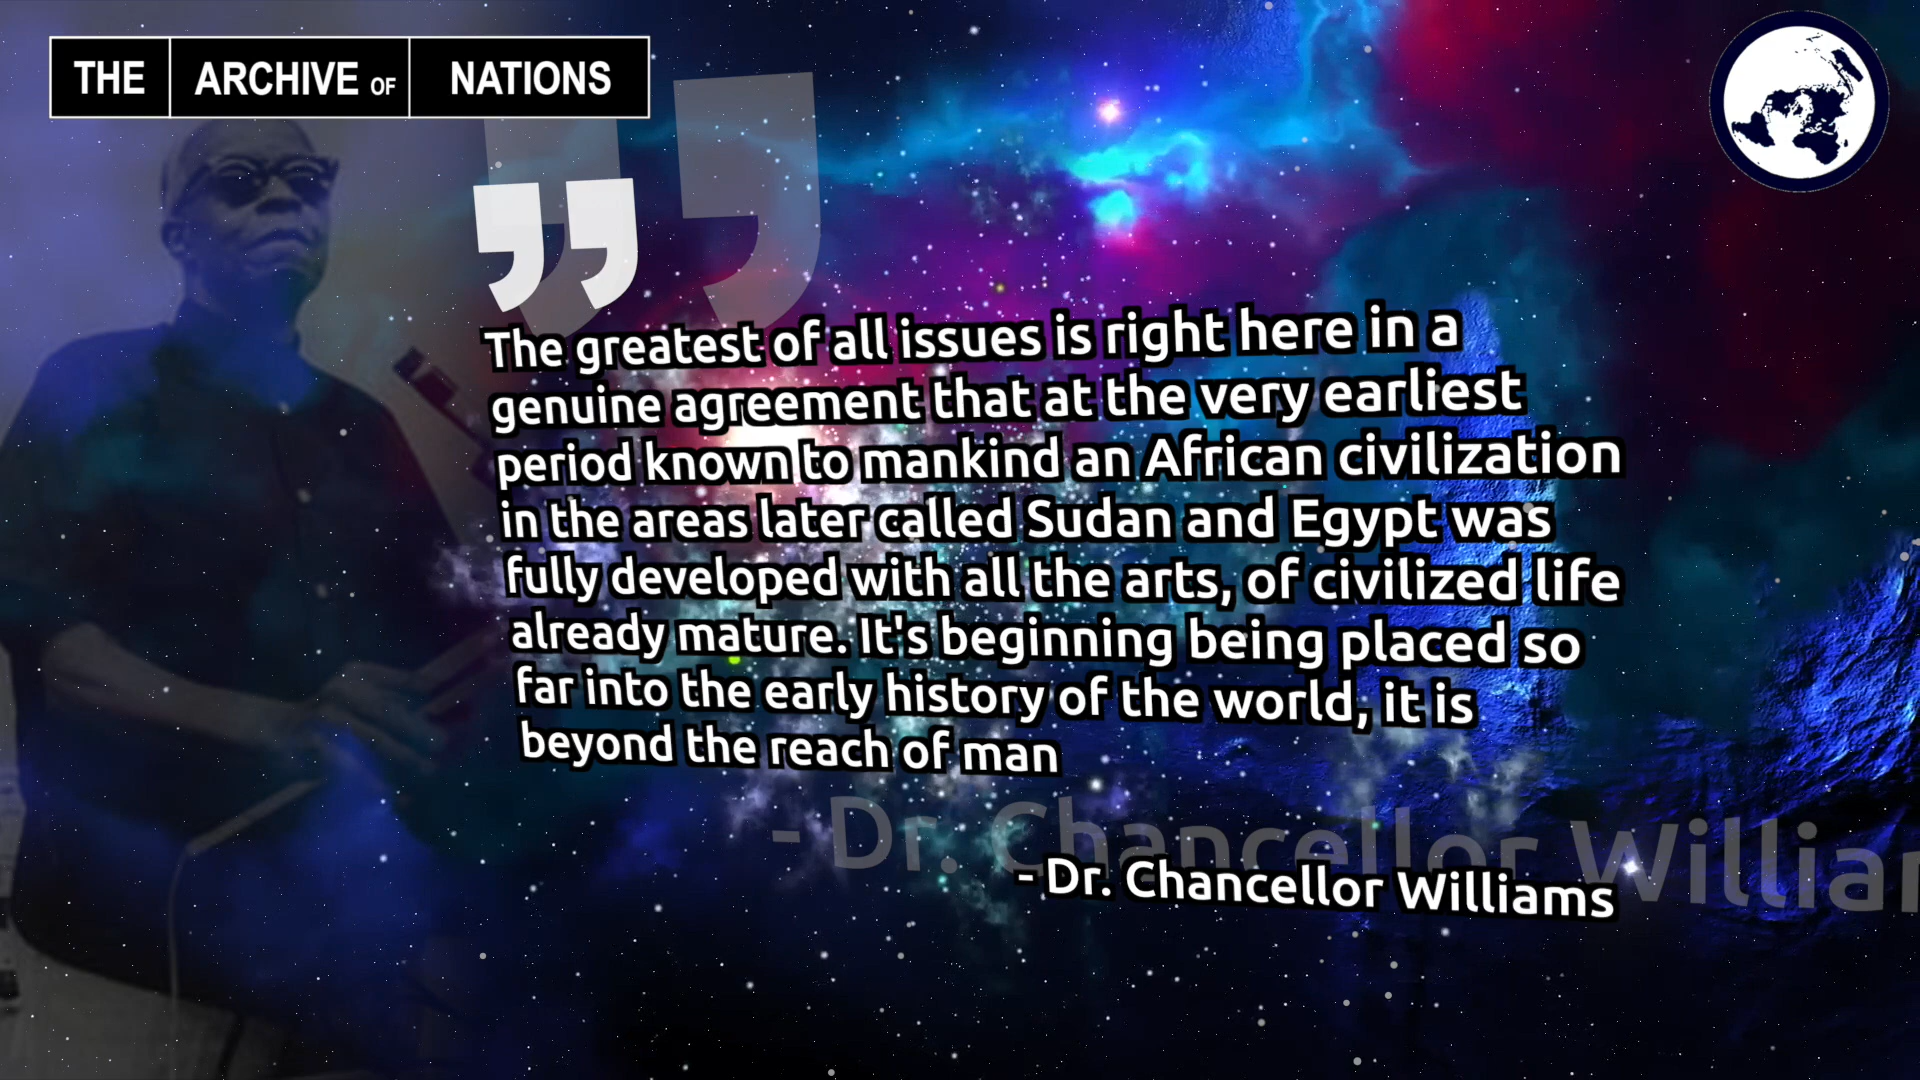 THE ARCHIVE OF NATIONS
The greatest of all issues is right here in a
genuine agreement that at the very earliest
period known to mankind an African civilization
in the areas later called Sudan and Egypt was
fully developed with all the arts, of civilized life
already mature. It's beginning being placed so
far into the early history of the world, it is
beyond the reach of man
- Dr. Chancellor William
- Dr. Chancellor Williams